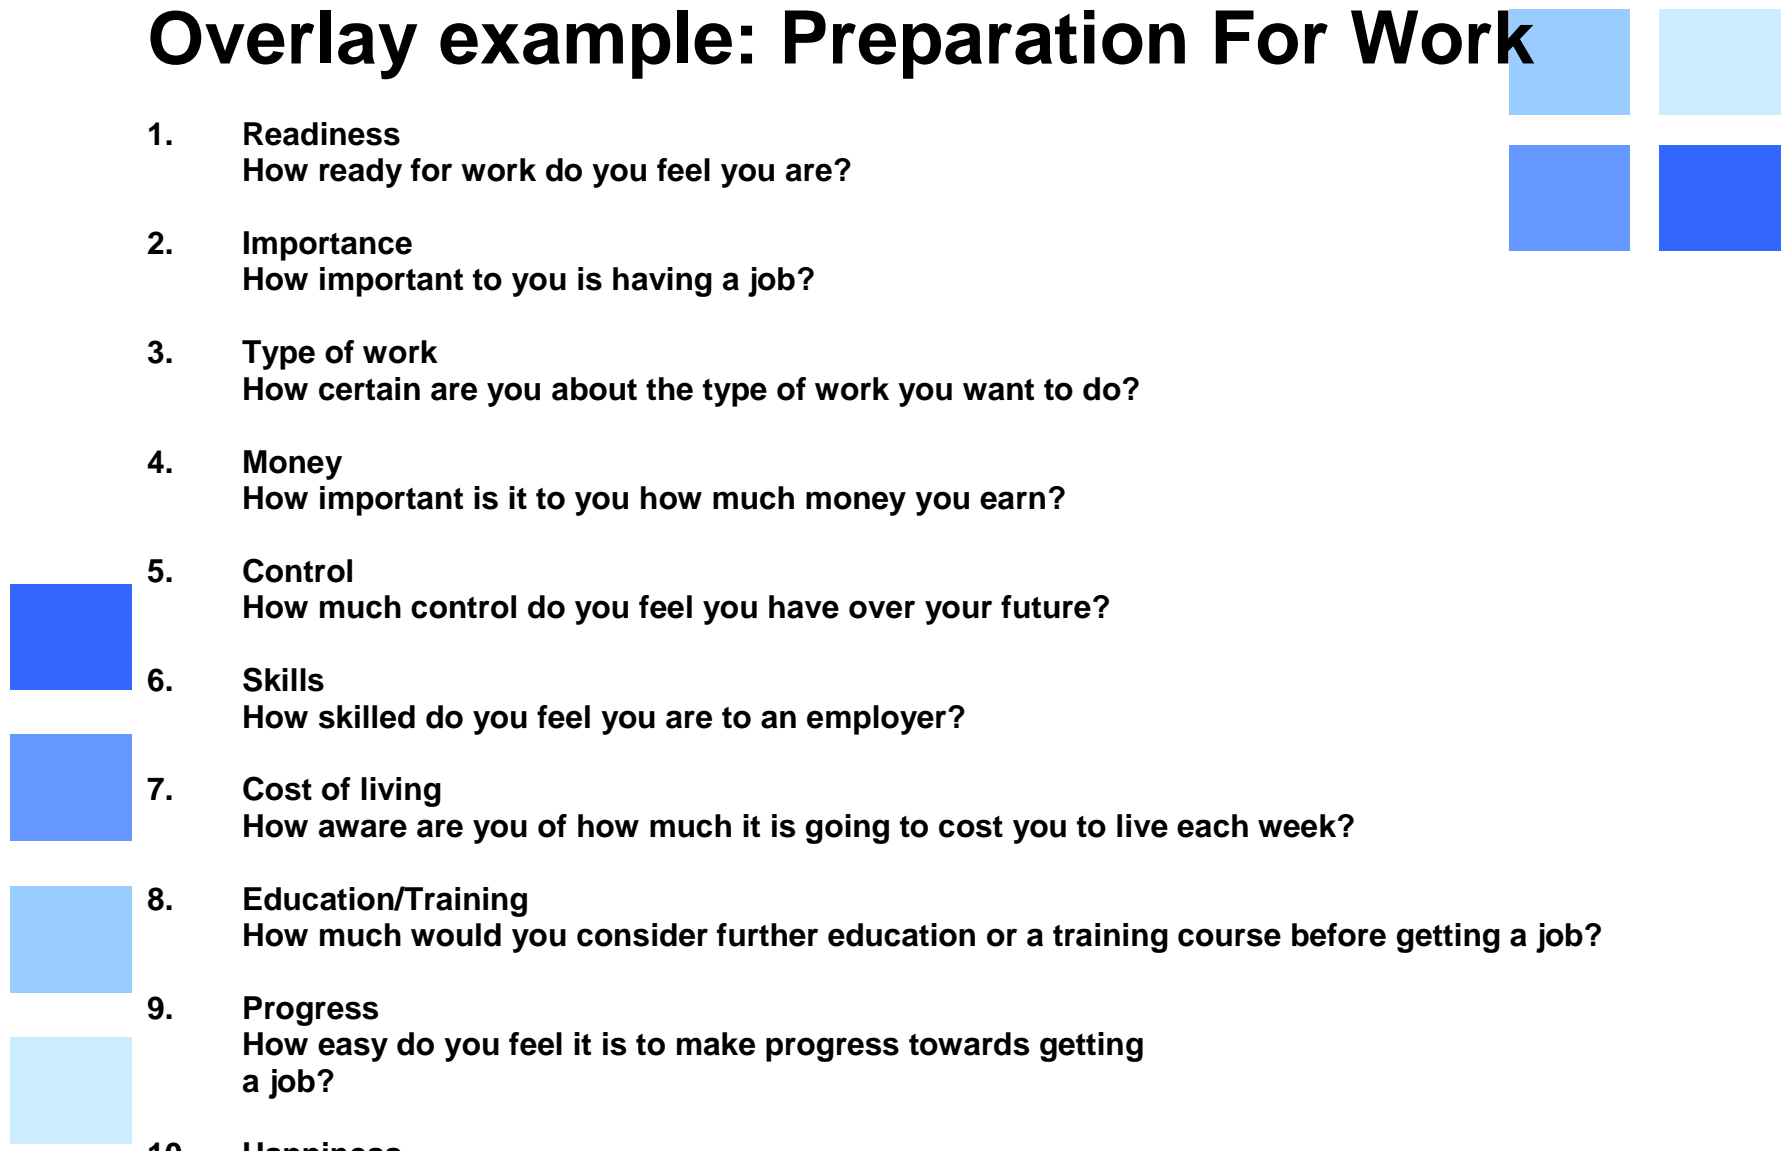 Overlay example: Preparation For Work
1. Readiness
How ready for work do you feel you are?
2. Importance
How important to you is having a job?
3. Type of work
How certain are you about the type of work you want to do?
4. Money
How important is it to you how much money you earn?
5. Control
How much control do you feel you have over your future?
6. Skills
How skilled do you feel you are to an employer?
7. Cost of living
How aware are you of how much it is going to cost you to live each week?
8. Education/Training
How much would you consider further education or a training course before getting a job?
9. Progress
How easy do you feel it is to make progress towards getting
a job?
10. Happiness